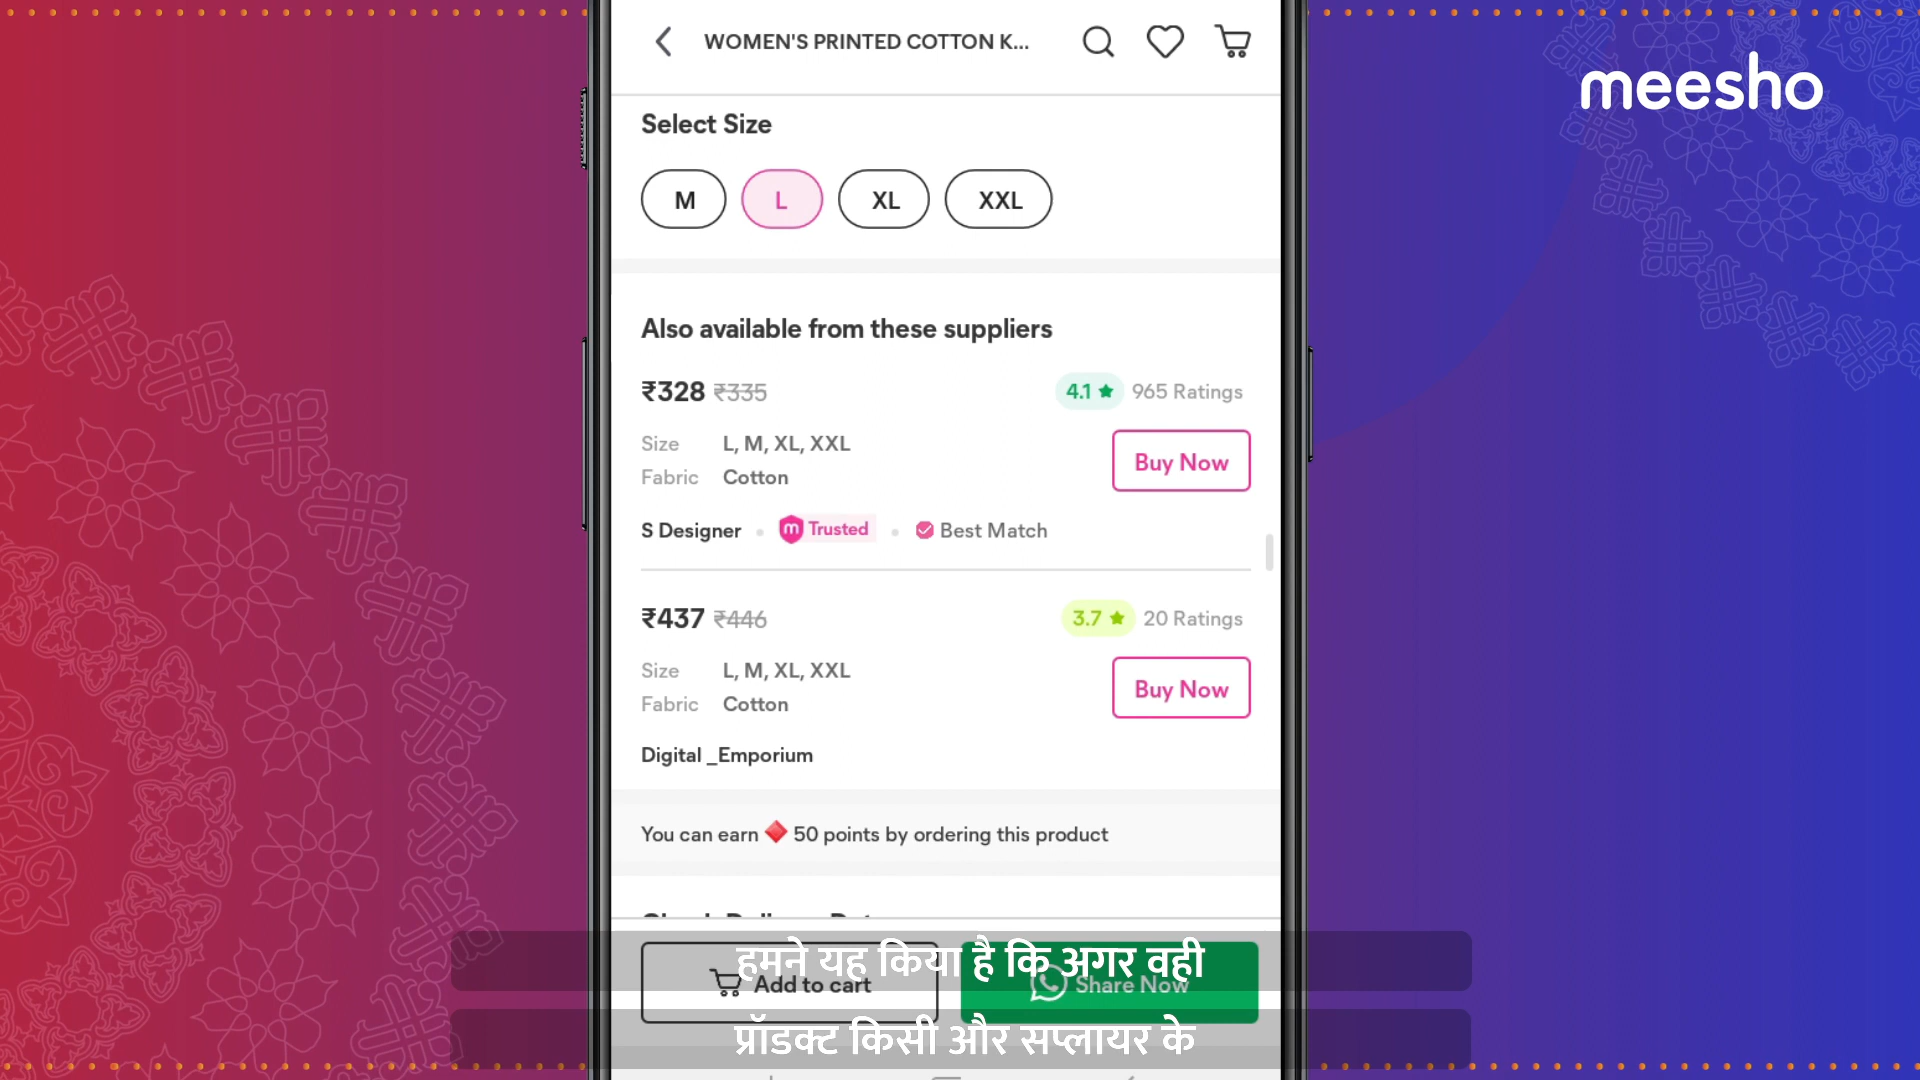 WOMEN'S PRINTED COTTON K...
meesho
Select Size
M L XL XXL
Also available from these suppliers
₹328 ₹335 4.1 ★ 965 Ratings
Size L, M, XL, XXL
Buy Now
Fabric Cotton
S Designer • m Trusted • Best Match
₹437 ₹446 3.7 ★ 20 Ratings
Size L, M, XL, XXL
Buy Now
Fabric Cotton
Digital _Emporium
You can earn 50 points by ordering this product
हमने यह किया है कि अगर वही
Add to cart Share Now
प्रॉडक्ट किसी और सप्लायर के